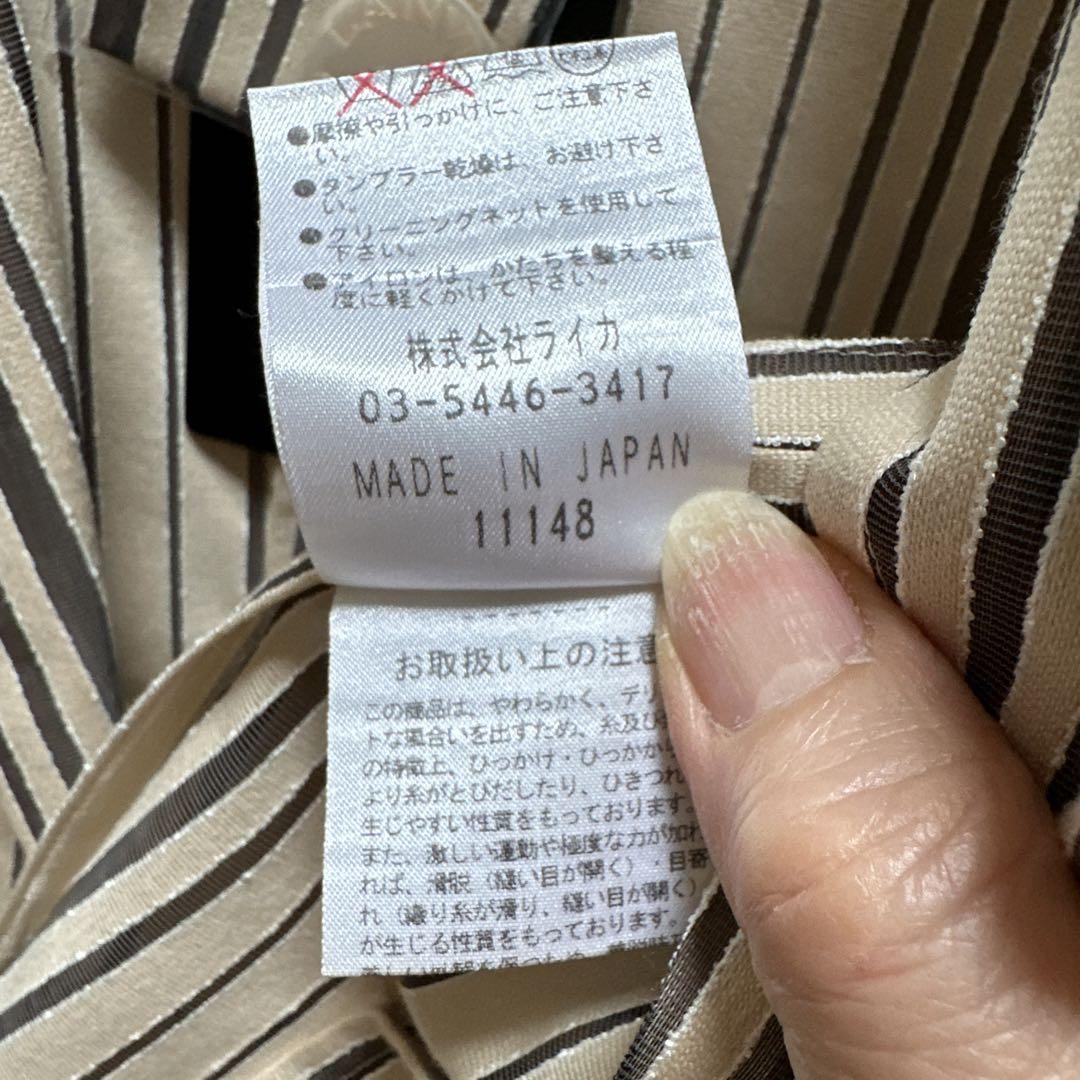 ●摩擦や引っかけに、ご注意下さ
い。
●タンブラー乾燥は、お避け下さ
い。
●クリーニングネットを使用して
下さい。
●アイロンは、かたちを整える程
度に軽くかけて下さい。
株式会社ライカ
03-5446-3417
MADE IN JAPAN
11148
お取扱い上の注意
この商品は、やわらかく、デリ
トな風合いを出すため、糸及び
の特徴上、ひっかけ・ひっかか
より糸がとびだしたり、ひきつれ
生じやすい性質をもっております。
また、激しい運動や極度な力が加わ
れば、滑脱（縫い目が開く）・目寄
れ（織り糸が滑り、縫い目が開く）
が生じる性質をもっております。